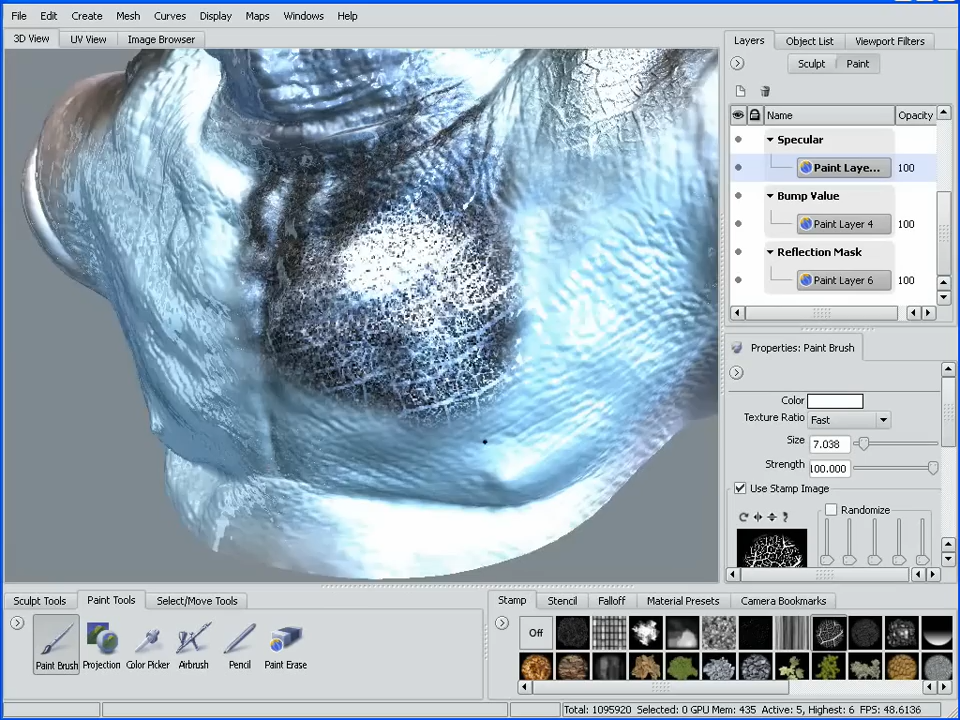 File Edit Create Mesh Curves Display Maps Windows Help
3D View UV View Image Browser
Layers Object List Viewport Filters
Sculpt Paint
Name Opacity
Specular
Paint Laye... 100
Bump Value
Paint Layer 4 100
Reflection Mask
Paint Layer 6 100
Properties: Paint Brush
Color
Texture Ratio Fast
Size 7.038
Strength 100.000
Use Stamp Image
Randomize
Sculpt Tools Paint Tools Select/Move Tools
Paint Brush Projection Color Picker Airbrush Pencil Paint Erase
Stamp Stencil Falloff Material Presets Camera Bookmarks
Off
Total: 1095920 Selected: 0 GPU Mem: 435 Active: 5, Highest: 6 FPS: 48.6136